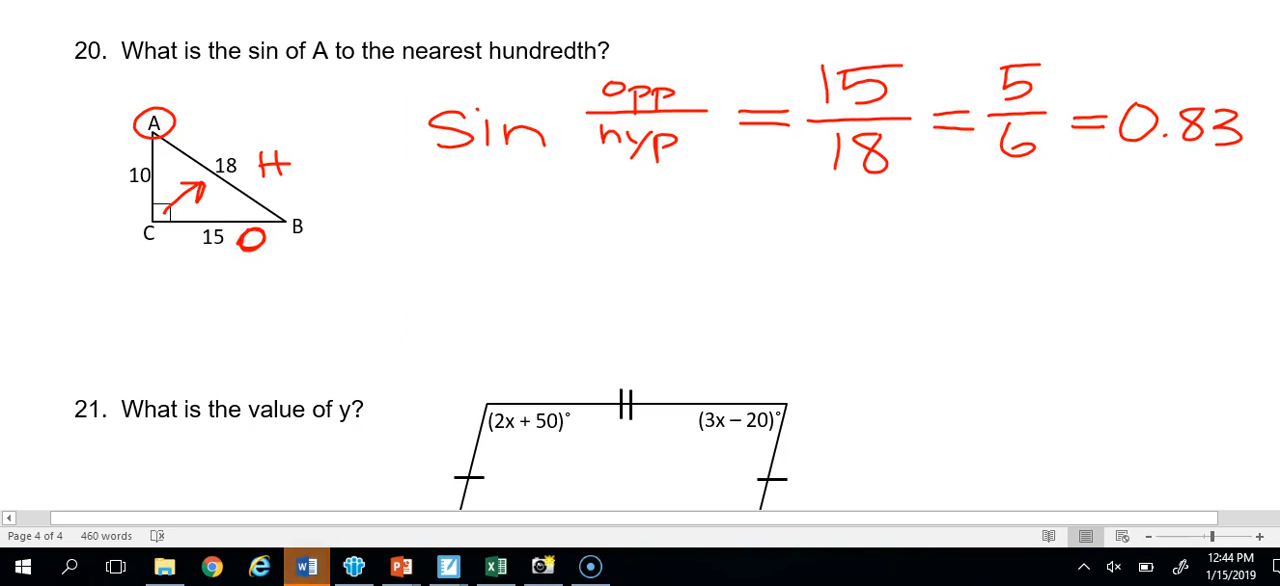 20. What is the sin of A to the nearest hundredth?
Sin opp/hyp = 15/18 = 5/6 = 0.83
A
10
18 H
C
15 O
B
21. What is the value of y?
(2x + 50)°
(3x – 20)°
Page 4 of 4 460 words
12:44 PM
1/15/2019